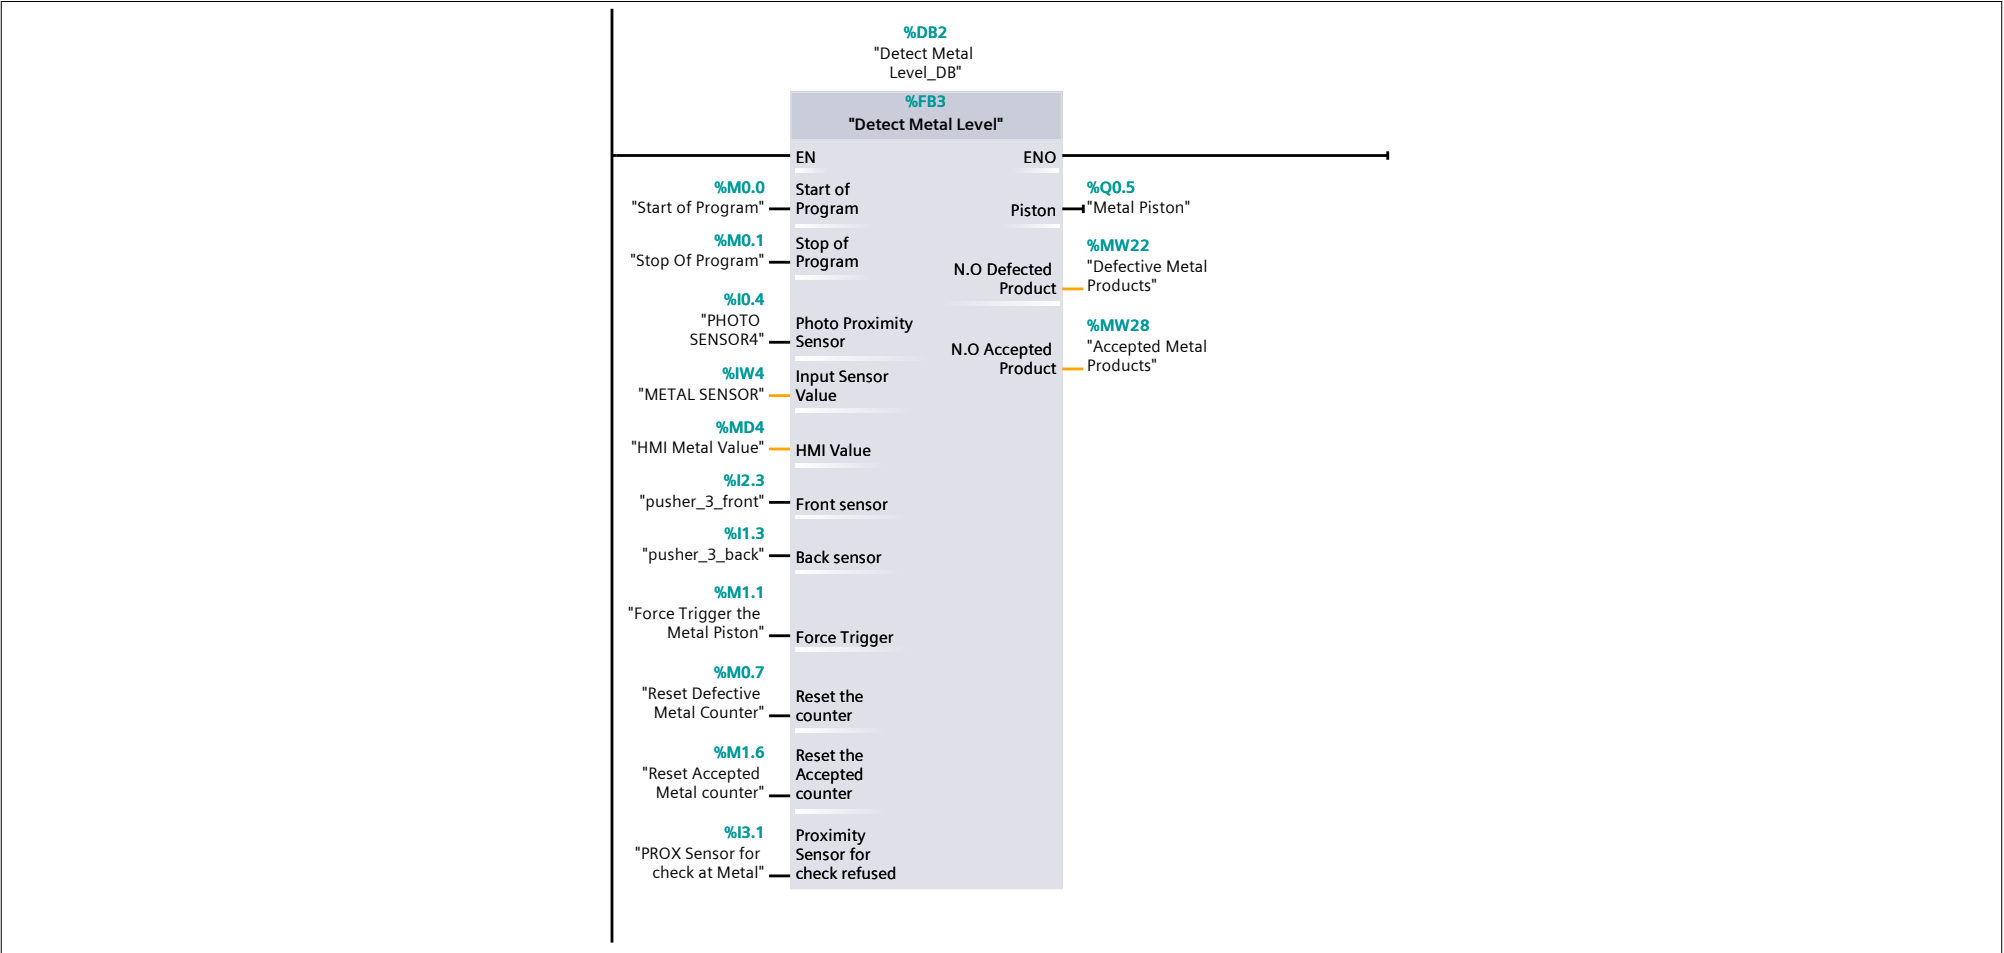 %DB2
"Detect Metal
Level_DB"
%FB3
"Detect Metal Level"
EN
ENO
%M0.0
"Start of Program"
Start of
Program
Piston
%Q0.5
"Metal Piston"
%M0.1
"Stop Of Program"
Stop of
Program
N.O Defected
Product
%MW22
"Defective Metal
Products"
%I0.4
"PHOTO
SENSOR4"
Photo Proximity
Sensor
N.O Accepted
Product
%MW28
"Accepted Metal
Products"
%IW4
"METAL SENSOR"
Input Sensor
Value
%MD4
"HMI Metal Value"
HMI Value
%I2.3
"pusher_3_front"
Front sensor
%I1.3
"pusher_3_back"
Back sensor
%M1.1
"Force Trigger the
Metal Piston"
Force Trigger
%M0.7
"Reset Defective
Metal Counter"
Reset the
counter
%M1.6
"Reset Accepted
Metal counter"
Reset the
Accepted
counter
%I3.1
"PROX Sensor for
check at Metal"
Proximity
Sensor for
check refused